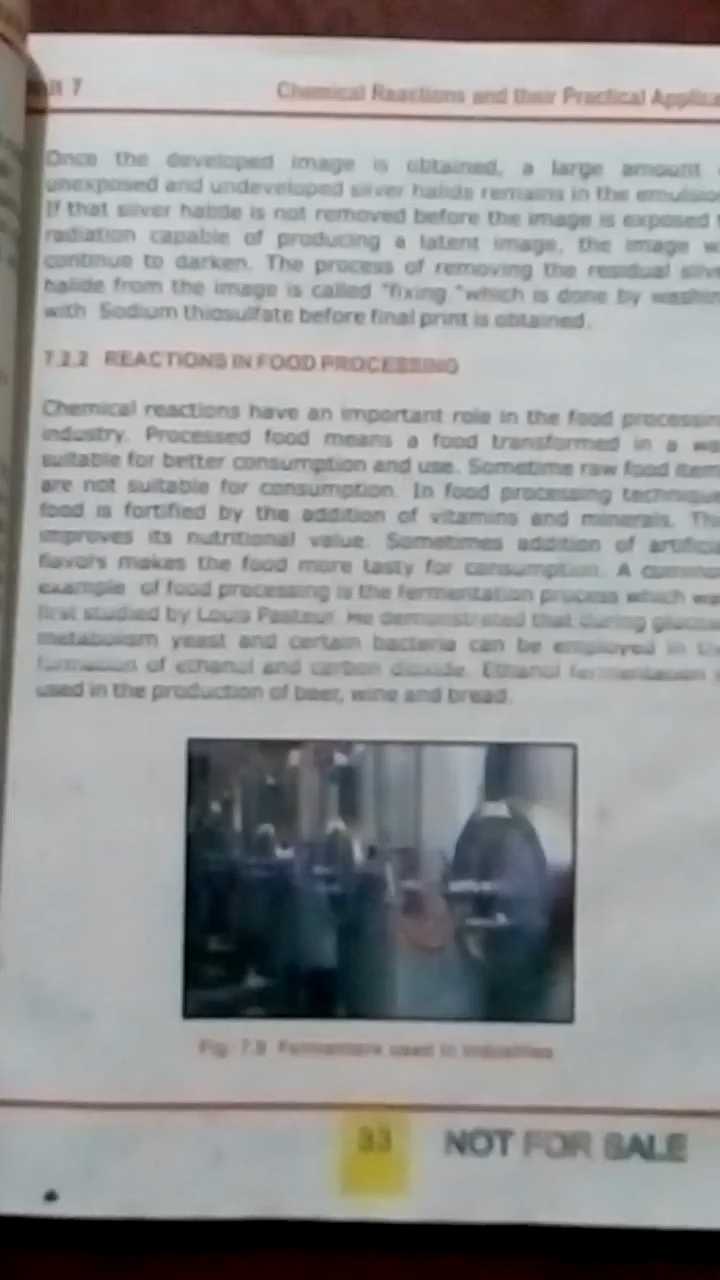 it 7
Chemical Reactions and their Practical Applica
Once the developed image is obtained, a large amount
unexposed and undeveloped silver halide remains in the emulsio
If that silver halide is not removed before the image is exposed
radiation capable of producing a latent image, the image w
continue to darken. The process of removing the residual silve
halide from the image is called "fixing "which is done by washin
with Sodium thiosulfate before final print is obtained.
7.2.2 REACTIONS IN FOOD PROCESSING
Chemical reactions have an important role in the food processin
industry. Processed food means a food transformed in a wa
suitable for better consumption and use. Sometime raw food item
are not suitable for consumption. In food processing technique
food is fortified by the addition of vitamins and minerals. Thi
improves its nutritional value. Sometimes addition of artificia
flavors makes the food more tasty for consumption. A commo
example of food processing is the fermentation process which wa
first studied by Louis Pasteur. He demonstrated that during glucos
metabolism yeast and certain bacteria can be employed in th
formation of ethanol and carbon dioxide. Ethanol fermentation
used in the production of beer, wine and bread.
Fig: 7.9 Fermentors used in industries
33
NOT FOR SALE